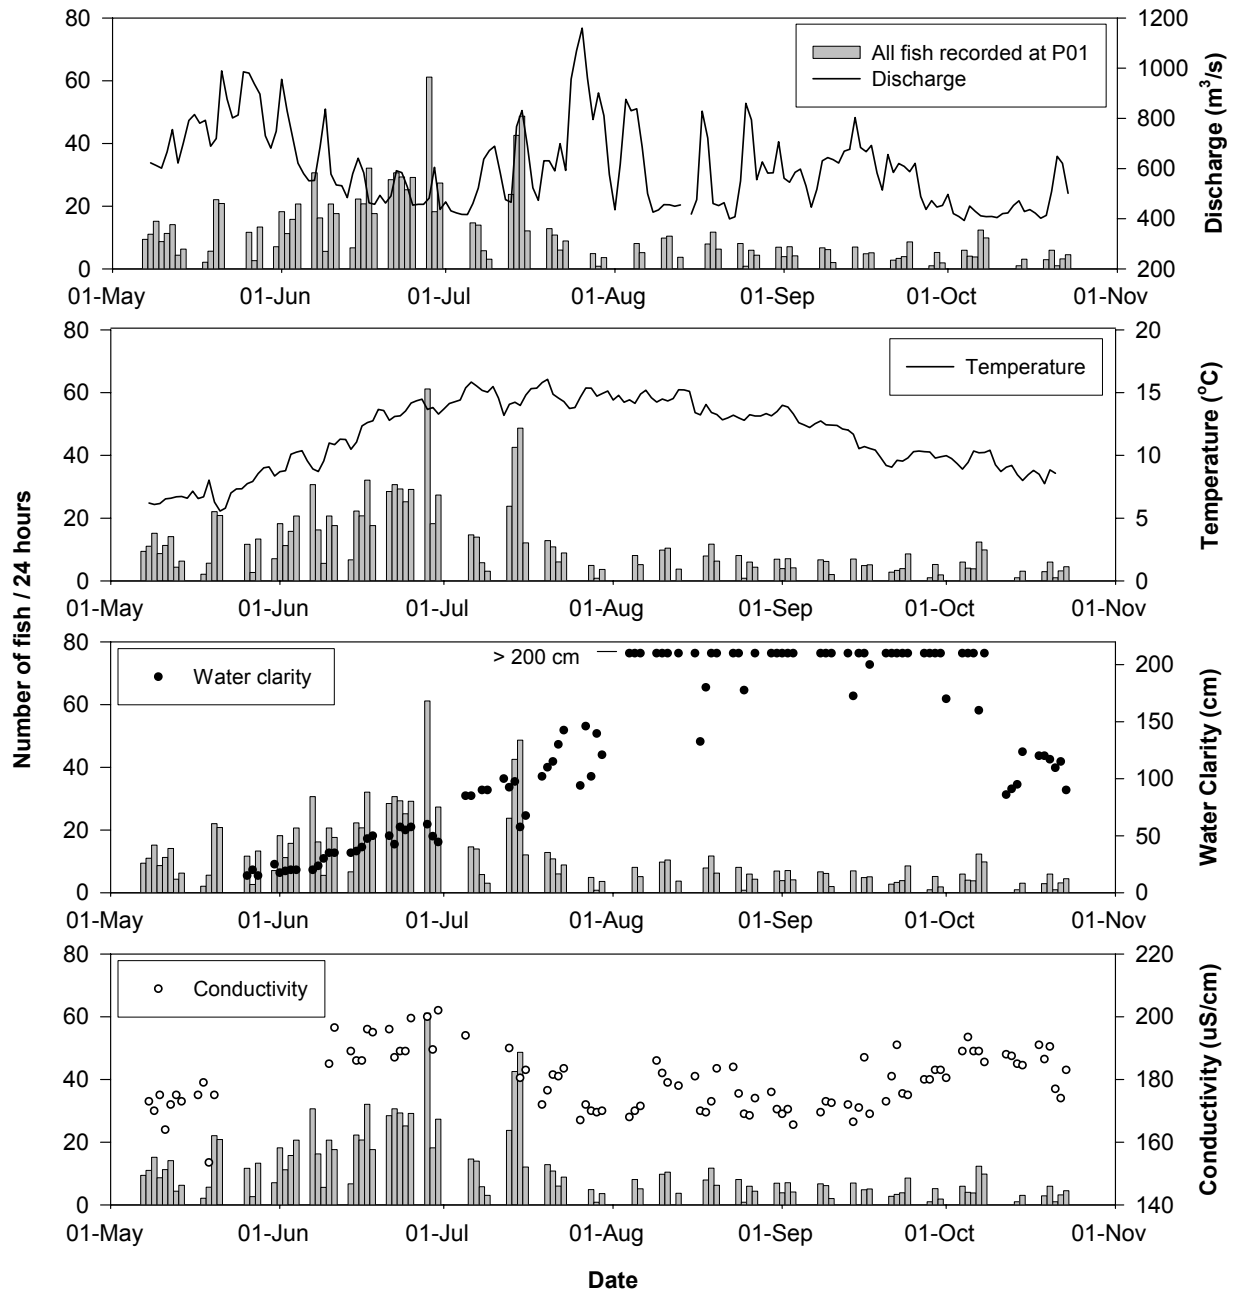 80
60
40
20
0
1200
1000
800
600
400
200
All fish recorded at P01
Discharge
Discharge (m³/s)
01-May 01-Jun 01-Jul 01-Aug 01-Sep 01-Oct 01-Nov
80
60
40
20
0
20
15
10
5
0
Temperature
Temperature (°C)
01-May 01-Jun 01-Jul 01-Aug 01-Sep 01-Oct 01-Nov
Number of fish / 24 hours
80
60
40
20
0
200
150
100
50
0
Water clarity
> 200 cm
Water Clarity (cm)
01-May 01-Jun 01-Jul 01-Aug 01-Sep 01-Oct 01-Nov
80
60
40
20
0
220
200
180
160
140
Conductivity
Conductivity (uS/cm)
01-May 01-Jun 01-Jul 01-Aug 01-Sep 01-Oct 01-Nov
Date